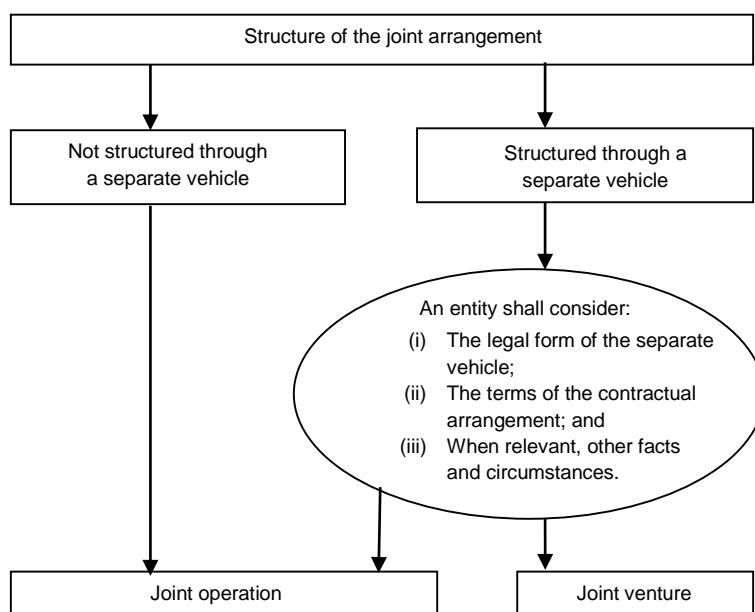 Structure of the joint arrangement
Not structured through
a separate vehicle
Structured through a
separate vehicle
An entity shall consider:
(i) The legal form of the separate
vehicle;
(ii) The terms of the contractual
arrangement; and
(iii) When relevant, other facts
and circumstances.
Joint operation
Joint venture